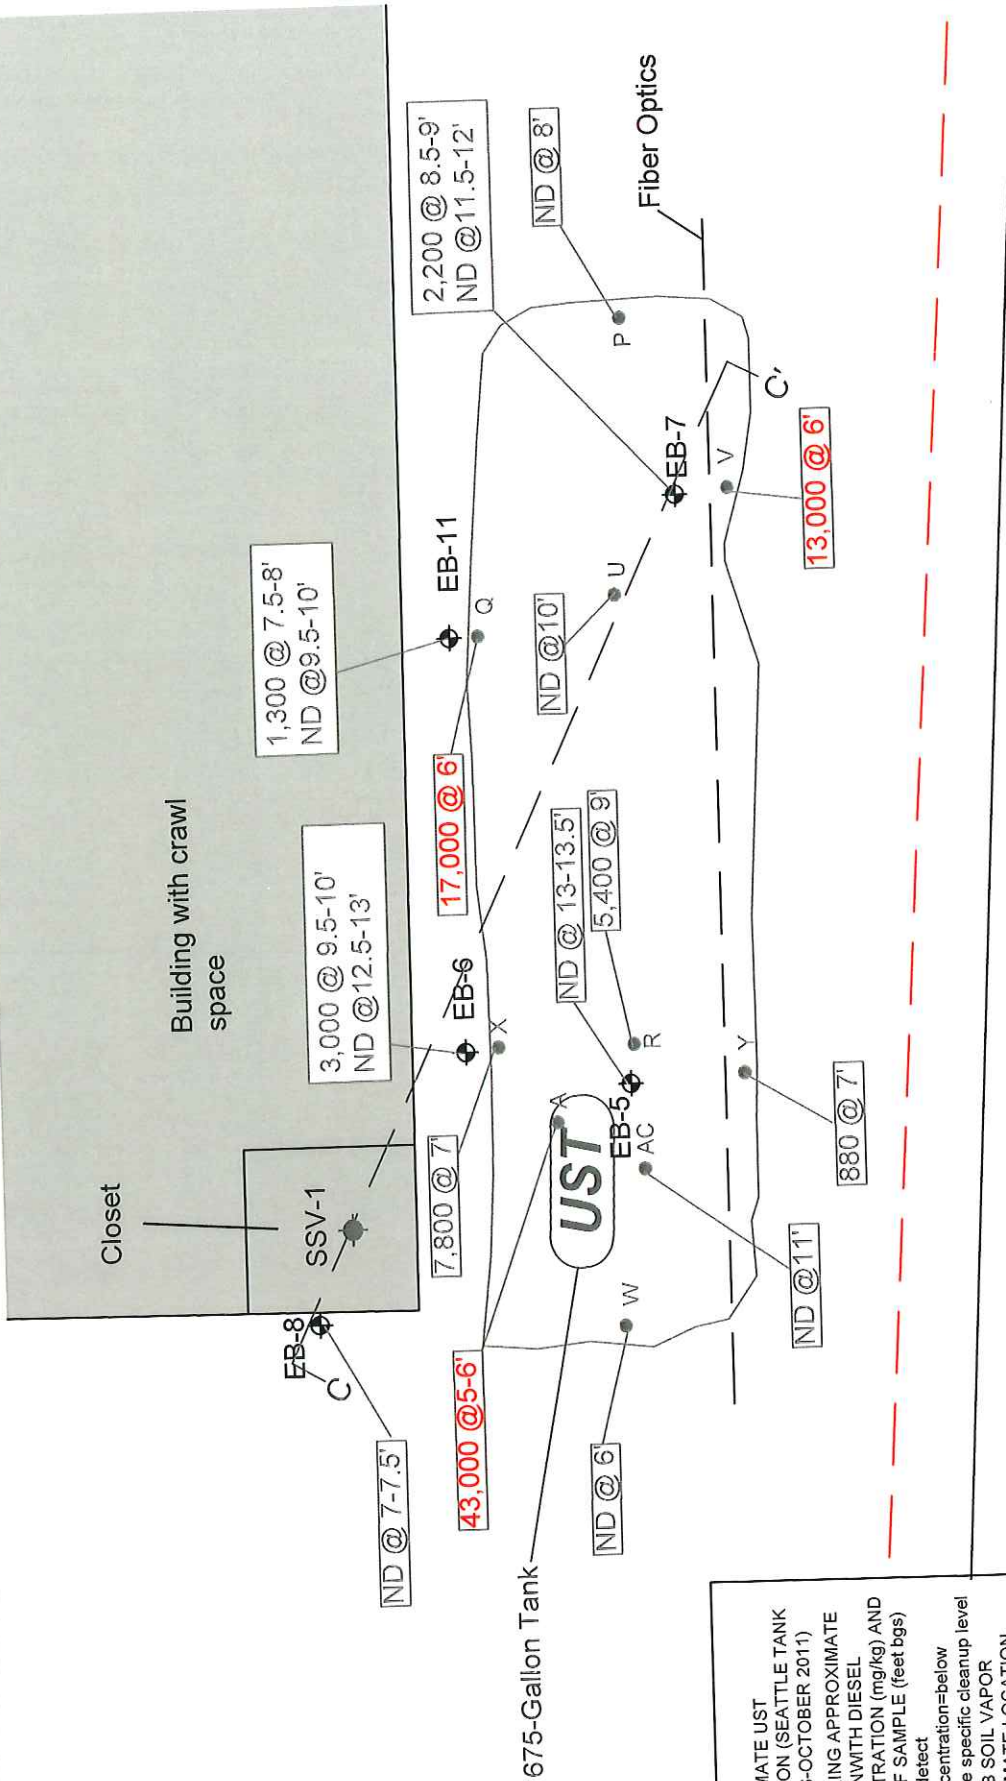 Building with crawl
space
Closet
SSV-1
EB-8
C
ND @ 7-7.5'
3,000 @ 9.5-10'
ND @12.5-13'
EB-6
X
7,800 @ 7'
1,300 @ 7.5-8'
ND @9.5-10'
EB-11
Q
17,000 @ 6'
2,200 @ 8.5-9'
ND @11.5-12'
EB-7
ND @ 8'
P
Fiber Optics
C'
V
13,000 @ 6'
U
ND @10'
ND @ 13-13.5'
5,400 @ 9'
R
EB-5
A
UST
AC
43,000 @5-6'
W
ND @ 6'
ND @11'
Y
880 @ 7'
675-Gallon Tank
MATE UST
ON (SEATTLE TANK
S-OCTOBER 2011)
ING APPROXIMATE
NWITH DIESEL
TRATION (mg/kg) AND
F SAMPLE (feet bgs)
detect
centration=below
e specific cleanup level
B SOIL VAPOR
MATE LOCATION